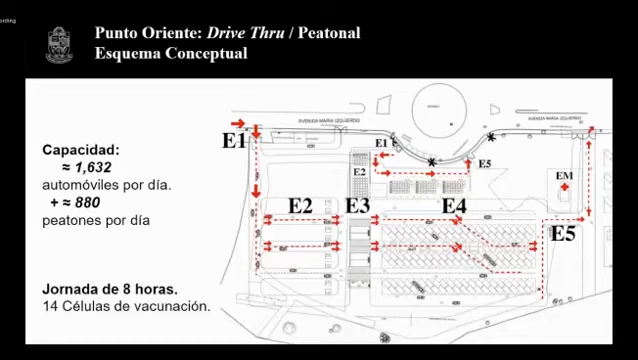 ording
Punto Oriente: Drive Thru / Peatonal
Esquema Conceptual
Capacidad:
≈ 1,632
automóviles por día.
+ ≈ 880
peatones por día
Jornada de 8 horas.
14 Células de vacunación.
AVENIDA MARIA IZQUIERDO
AVENIDA MARIA IZQUIERDO
E1
E1
E2
E5
EM
E2
E3
E4
E5